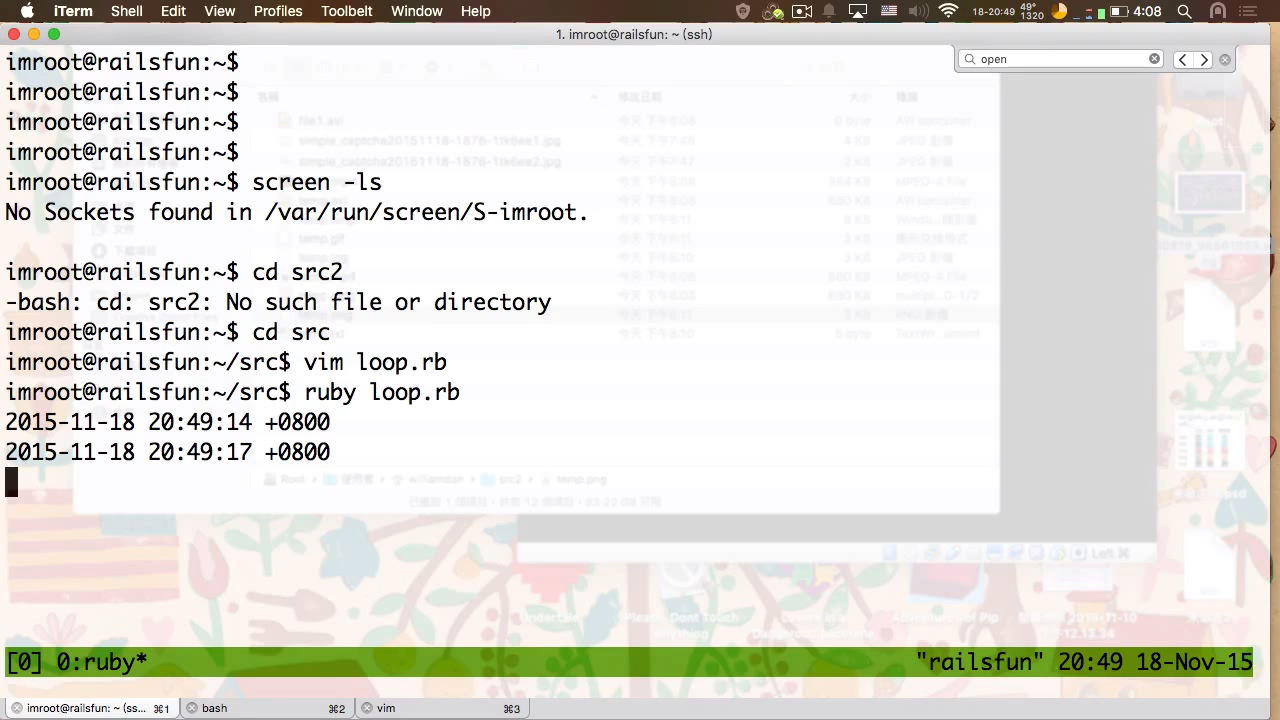 iTerm Shell Edit View Profiles Toolbelt Window Help 18-20:49 49° 1320 4:08
1. imroot@railsfun: ~ (ssh)
open
imroot@railsfun:~$
imroot@railsfun:~$
imroot@railsfun:~$
imroot@railsfun:~$
imroot@railsfun:~$ screen -ls
No Sockets found in /var/run/screen/S-imroot.
imroot@railsfun:~$ cd src2
-bash: cd: src2: No such file or directory
imroot@railsfun:~$ cd src
imroot@railsfun:~/src$ vim loop.rb
imroot@railsfun:~/src$ ruby loop.rb
2015-11-18 20:49:14 +0800
2015-11-18 20:49:17 +0800
[0] 0:ruby* "railsfun" 20:49 18-Nov-15
imroot@railsfun: ~ (ss... ⌘1 bash ⌘2 vim ⌘3